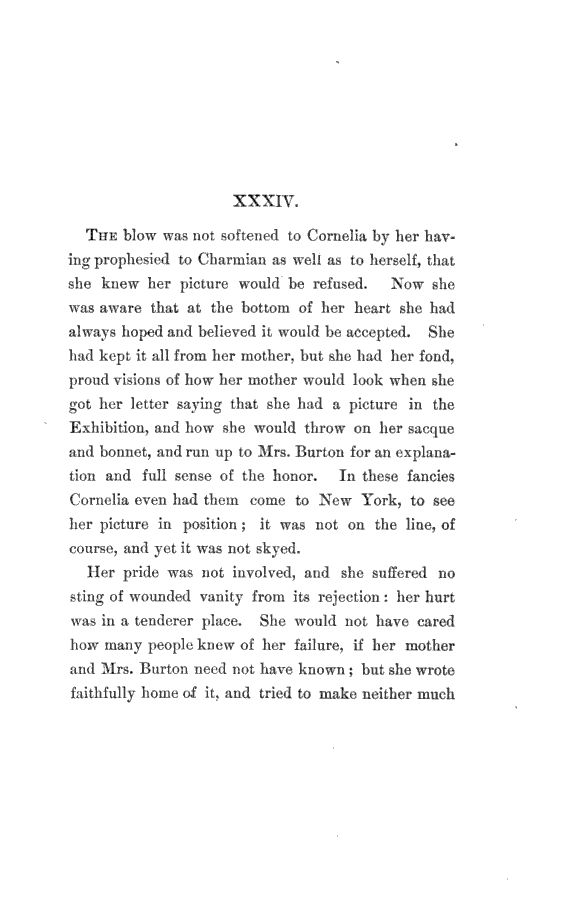 XXXIV.
THE blow was not softened to Cornelia by her hav-
ing prophesied to Charmian as well as to herself, that
she knew her picture would be refused. Now she
was aware that at the bottom of her heart she had
always hoped and believed it would be accepted. She
had kept it all from her mother, but she had her fond,
proud visions of how her mother would look when she
got her letter saying that she had a picture in the
Exhibition, and how she would throw on her sacque
and bonnet, and run up to Mrs. Burton for an explana-
tion and full sense of the honor. In these fancies
Cornelia even had them come to New York, to see
her picture in position; it was not on the line, of
course, and yet it was not skyed.
Her pride was not involved, and she suffered no
sting of wounded vanity from its rejection: her hurt
was in a tenderer place. She would not have cared
how many people knew of her failure, if her mother
and Mrs. Burton need not have known; but she wrote
faithfully home of it, and tried to make neither much